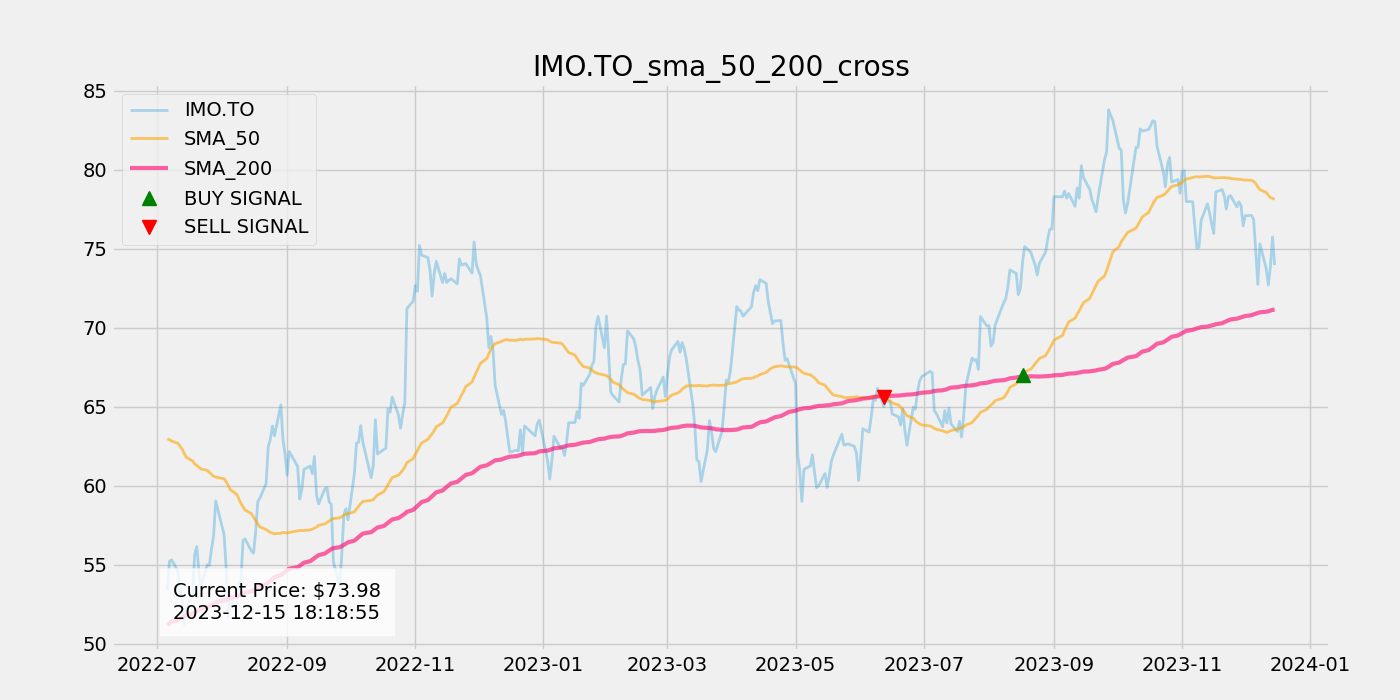 IMO.TO_sma_50_200_cross
85
80
75
70
65
60
55
50
IMO.TO
SMA_50
SMA_200
BUY SIGNAL
SELL SIGNAL
Current Price: $73.98
2023-12-15 18:18:55
2022-07
2022-09
2022-11
2023-01
2023-03
2023-05
2023-07
2023-09
2023-11
2024-01